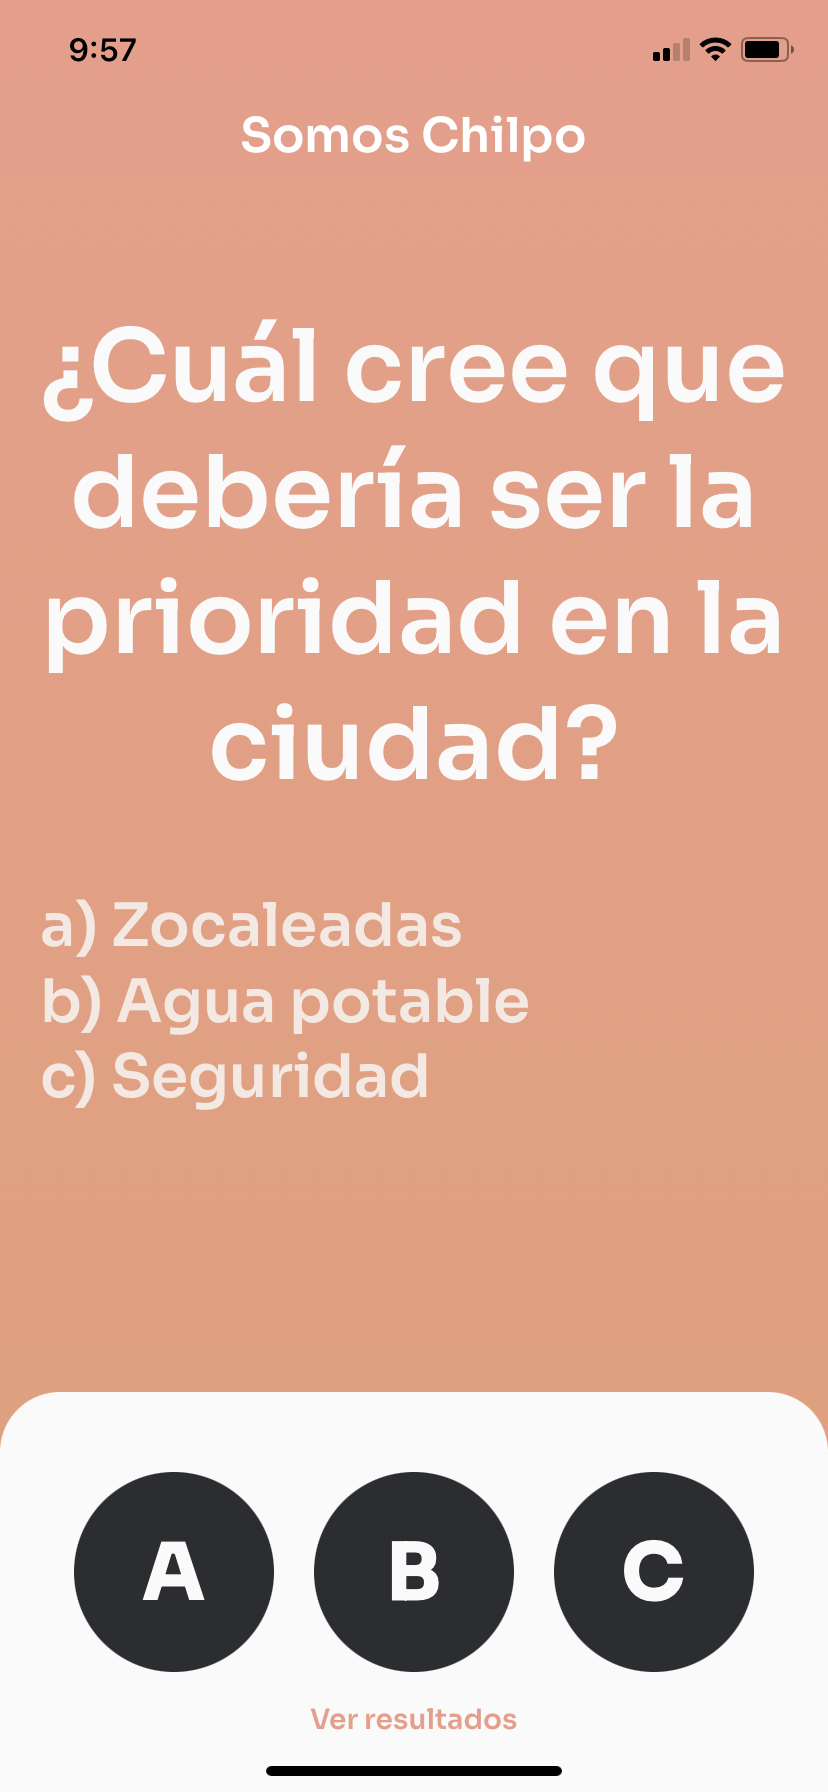 9:57
Somos Chilpo
¿Cuál cree que
debería ser la
prioridad en la
ciudad?
a) Zocaleadas
b) Agua potable
c) Seguridad
A B C
Ver resultados